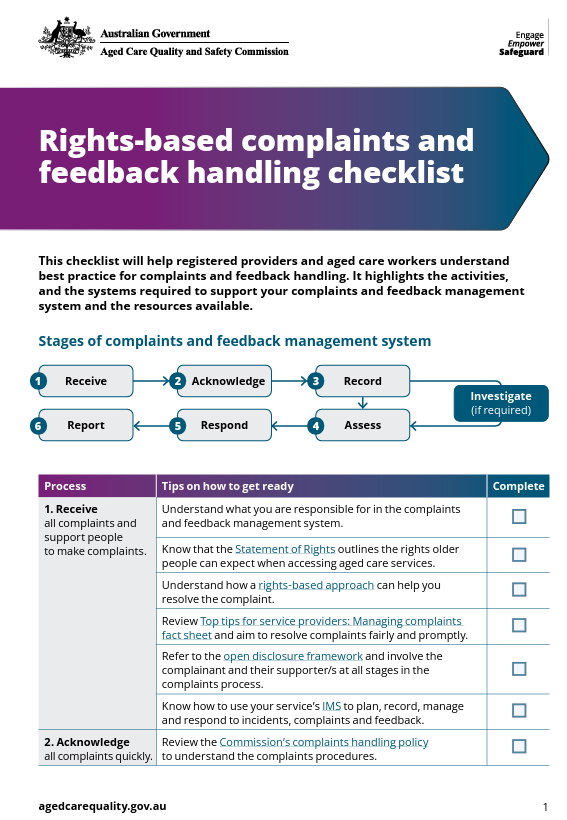 Australian Government
Aged Care Quality and Safety Commission
Engage
Empower
Safeguard
Rights-based complaints and
feedback handling checklist
This checklist will help registered providers and aged care workers understand
best practice for complaints and feedback handling. It highlights the activities,
and the systems required to support your complaints and feedback management
system and the resources available.
Stages of complaints and feedback management system
1 Receive
2 Acknowledge
3 Record
Investigate
(if required)
6 Report
5 Respond
4 Assess
Process
Tips on how to get ready
Complete
1. Receive
all complaints and
support people
to make complaints.
Understand what you are responsible for in the complaints
and feedback management system.
Know that the Statement of Rights outlines the rights older
people can expect when accessing aged care services.
Understand how a rights-based approach can help you
resolve the complaint.
Review Top tips for service providers: Managing complaints
fact sheet and aim to resolve complaints fairly and promptly.
Refer to the open disclosure framework and involve the
complainant and their supporter/s at all stages in the
complaints process.
Know how to use your service’s IMS to plan, record, manage
and respond to incidents, complaints and feedback.
2. Acknowledge
all complaints quickly.
Review the Commission’s complaints handling policy
to understand the complaints procedures.
agedcarequality.gov.au
1